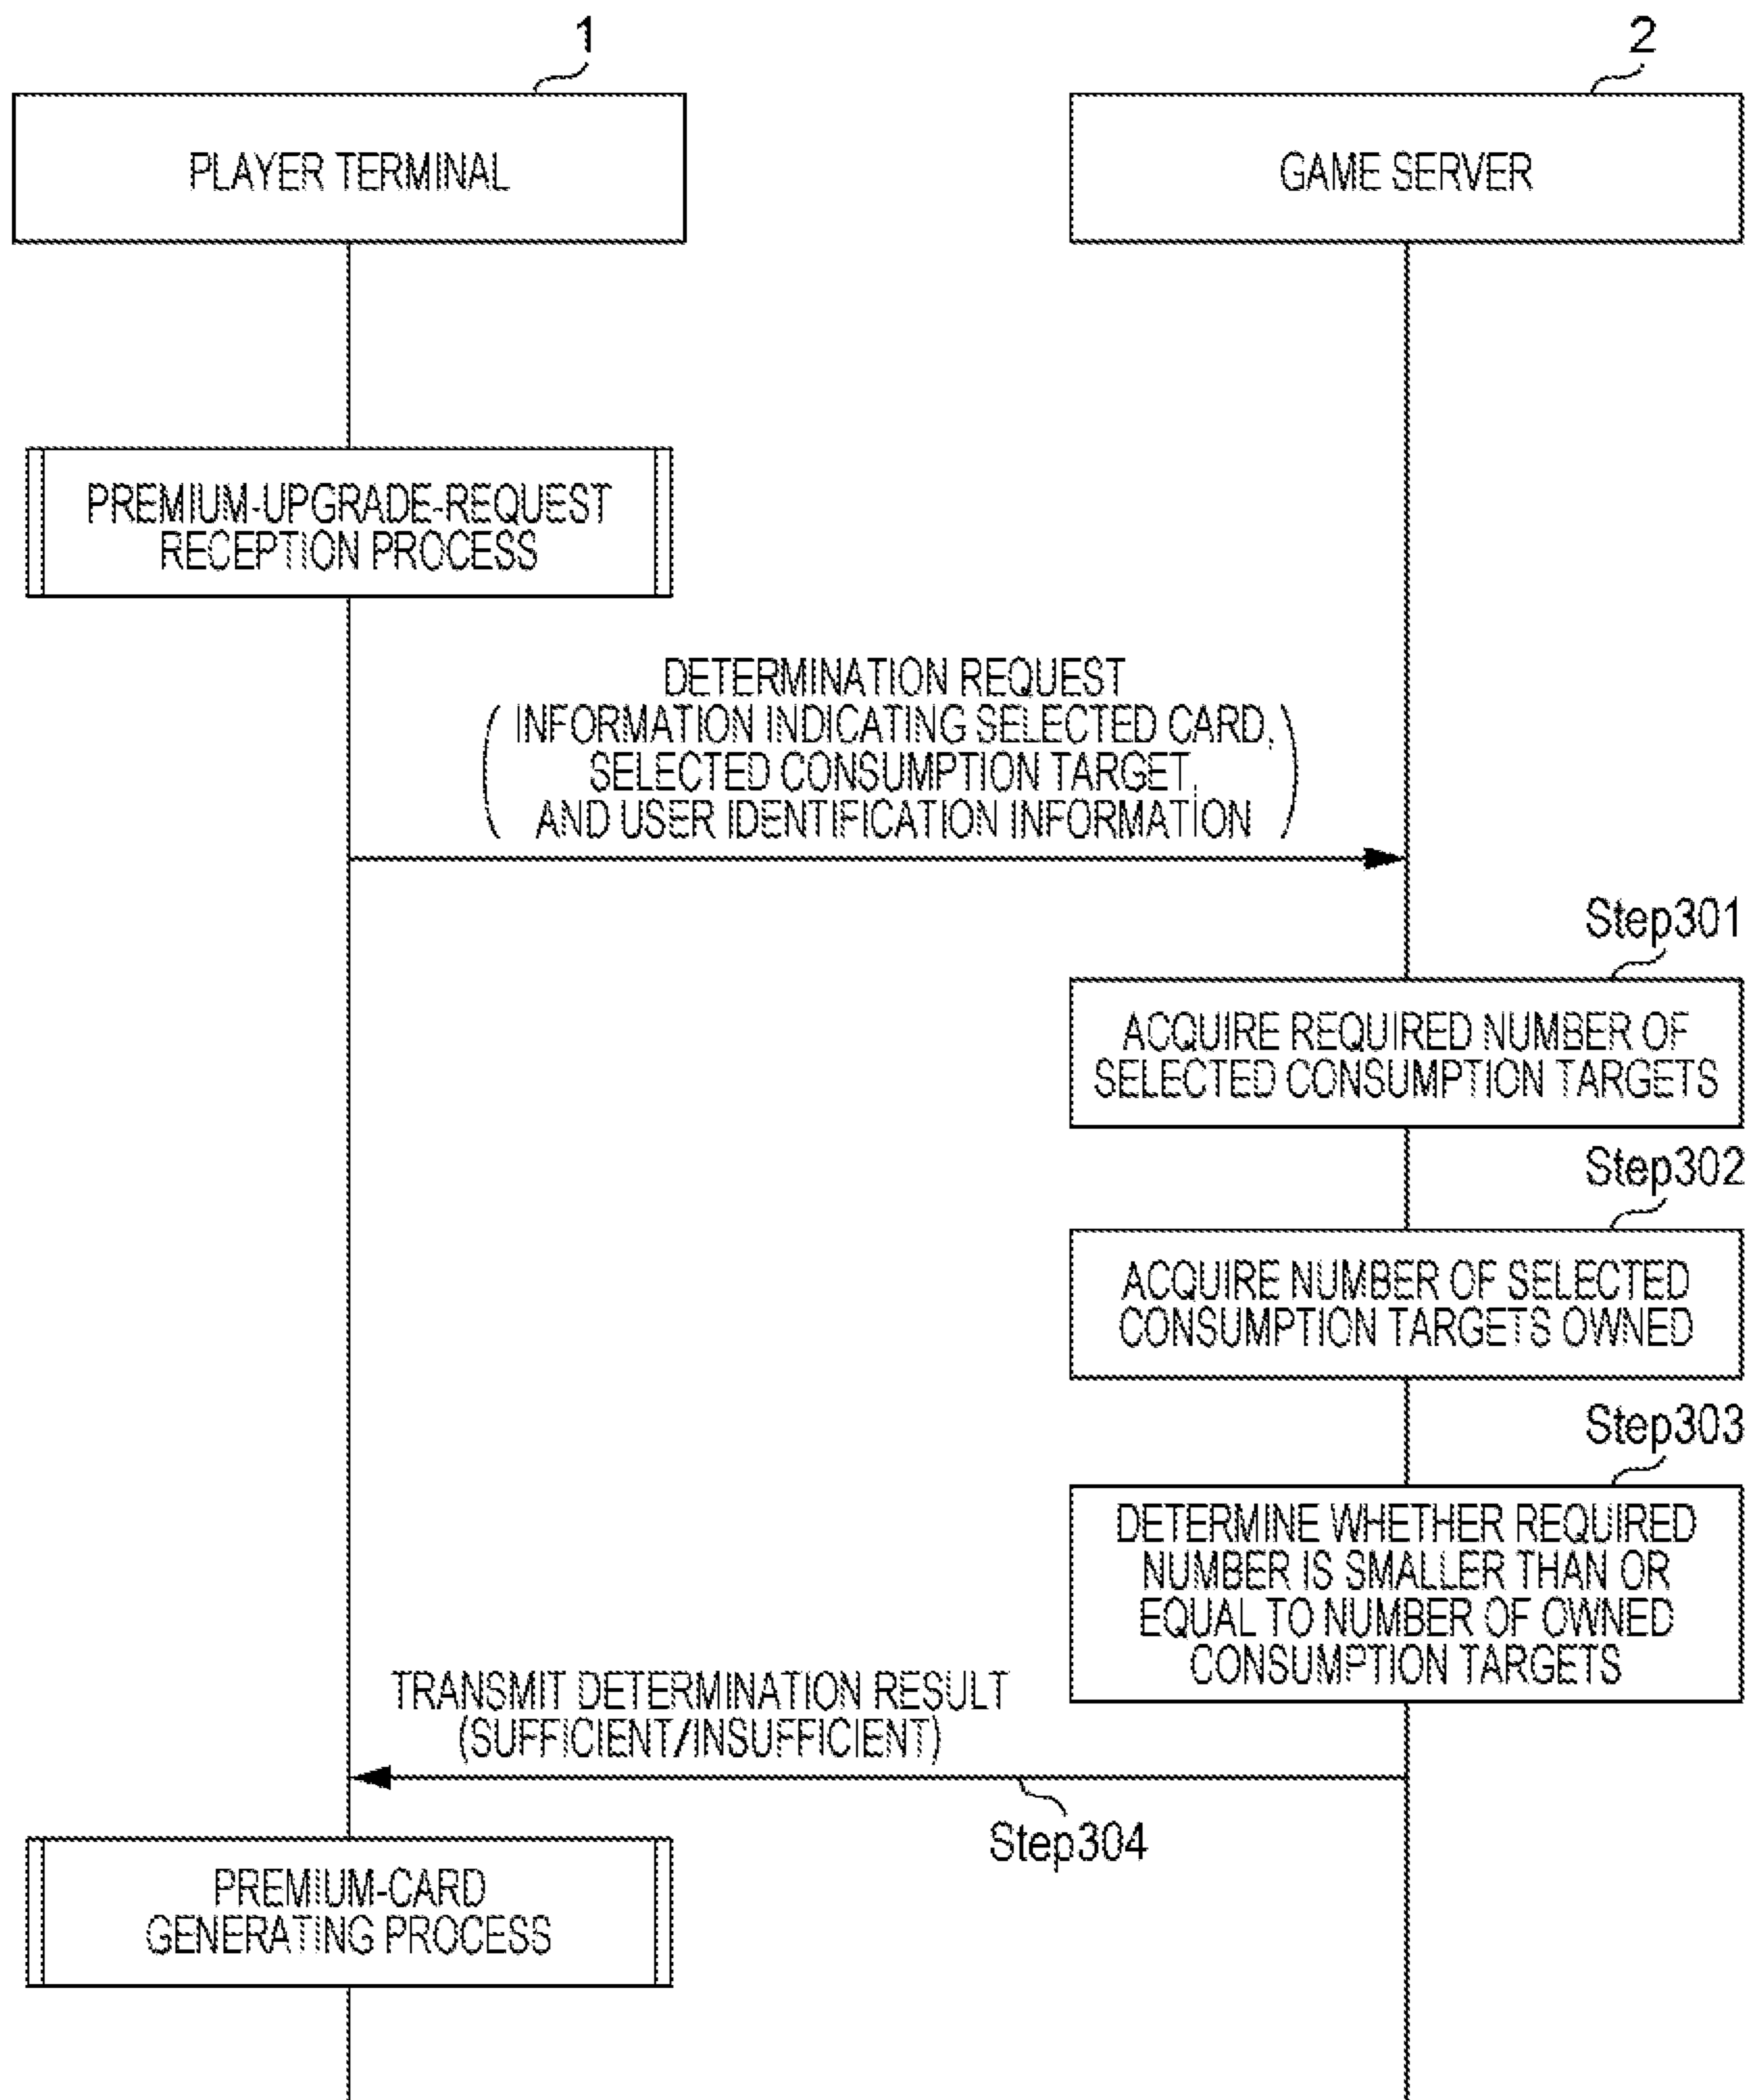 1
2
PLAYER TERMINAL
GAME SERVER
PREMIUM-UPGRADE-REQUEST
RECEPTION PROCESS
DETERMINATION REQUEST
(INFORMATION INDICATING SELECTED CARD,
SELECTED CONSUMPTION TARGET,
AND USER IDENTIFICATION INFORMATION)
Step301
ACQUIRE REQUIRED NUMBER OF
SELECTED CONSUMPTION TARGETS
Step302
ACQUIRE NUMBER OF SELECTED
CONSUMPTION TARGETS OWNED
Step303
DETERMINE WHETHER REQUIRED
NUMBER IS SMALLER THAN OR
EQUAL TO NUMBER OF OWNED
CONSUMPTION TARGETS
TRANSMIT DETERMINATION RESULT
(SUFFICIENT/INSUFFICIENT)
Step304
PREMIUM-CARD
GENERATING PROCESS